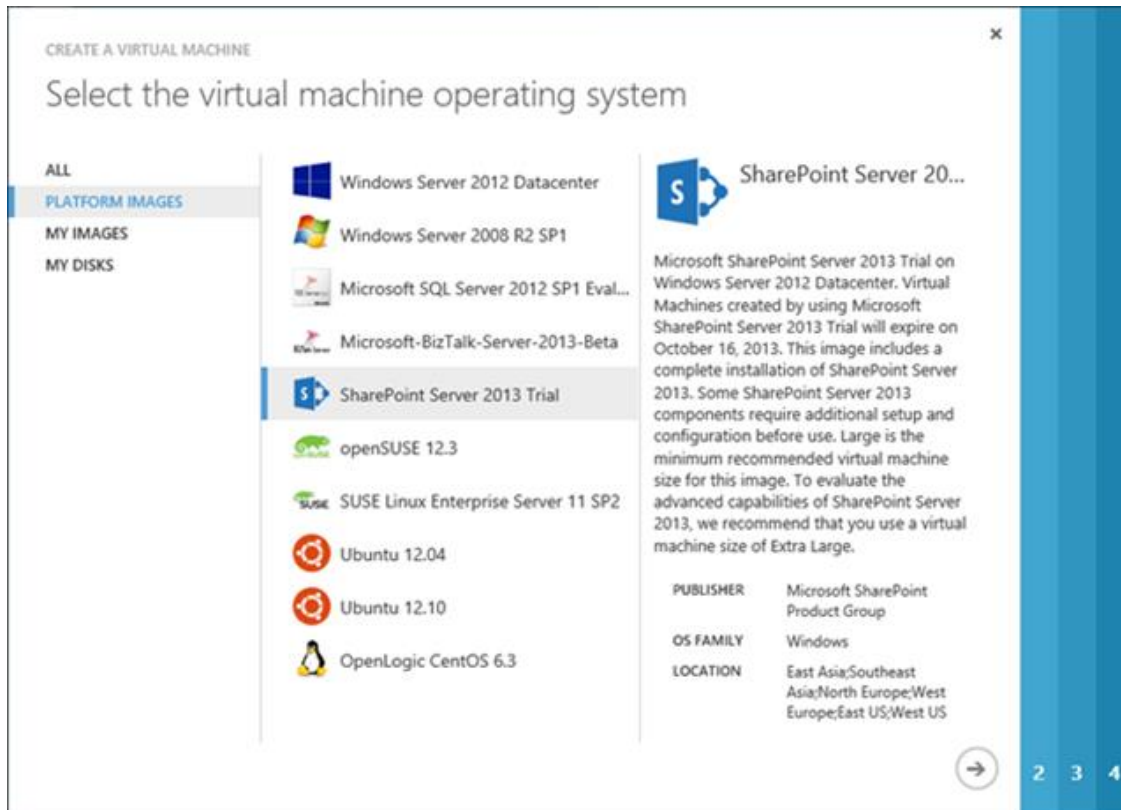 ×
CREATE A VIRTUAL MACHINE
Select the virtual machine operating system
ALL
PLATFORM IMAGES
MY IMAGES
MY DISKS
Windows Server 2012 Datacenter
Windows Server 2008 R2 SP1
Microsoft SQL Server 2012 SP1 Eval...
Microsoft-BizTalk-Server-2013-Beta
SharePoint Server 2013 Trial
openSUSE 12.3
SUSE Linux Enterprise Server 11 SP2
Ubuntu 12.04
Ubuntu 12.10
OpenLogic CentOS 6.3
SharePoint Server 20...
Microsoft SharePoint Server 2013 Trial on
Windows Server 2012 Datacenter. Virtual
Machines created by using Microsoft
SharePoint Server 2013 Trial will expire on
October 16, 2013. This image includes a
complete installation of SharePoint Server
2013. Some SharePoint Server 2013
components require additional setup and
configuration before use. Large is the
minimum recommended virtual machine
size for this image. To evaluate the
advanced capabilities of SharePoint Server
2013, we recommend that you use a virtual
machine size of Extra Large.
PUBLISHER Microsoft SharePoint
Product Group
OS FAMILY Windows
LOCATION East Asia;Southeast
Asia;North Europe;West
Europe;East US;West US
2 3 4